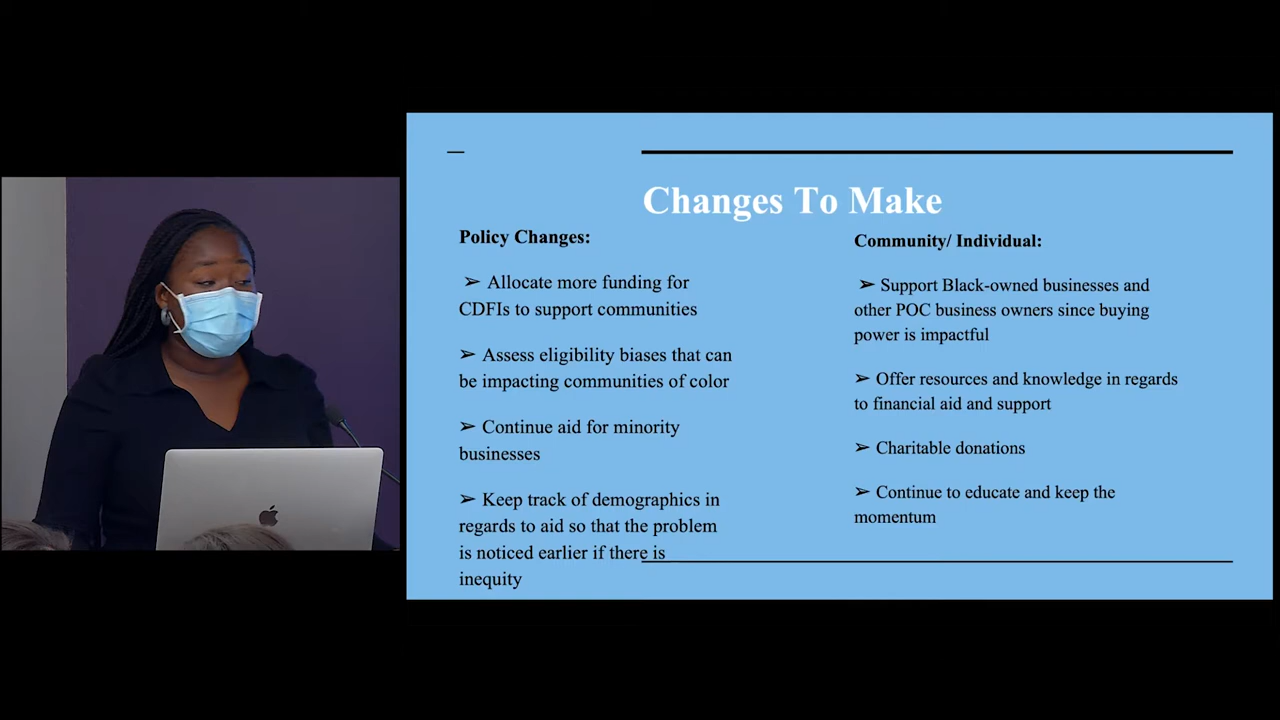 Changes To Make
Policy Changes:
➢ Allocate more funding for
CDFIs to support communities
➢ Assess eligibility biases that can
be impacting communities of color
➢ Continue aid for minority
businesses
➢ Keep track of demographics in
regards to aid so that the problem
is noticed earlier if there is
inequity
Community/ Individual:
➢ Support Black-owned businesses and
other POC business owners since buying
power is impactful
➢ Offer resources and knowledge in regards
to financial aid and support
➢ Charitable donations
➢ Continue to educate and keep the
momentum